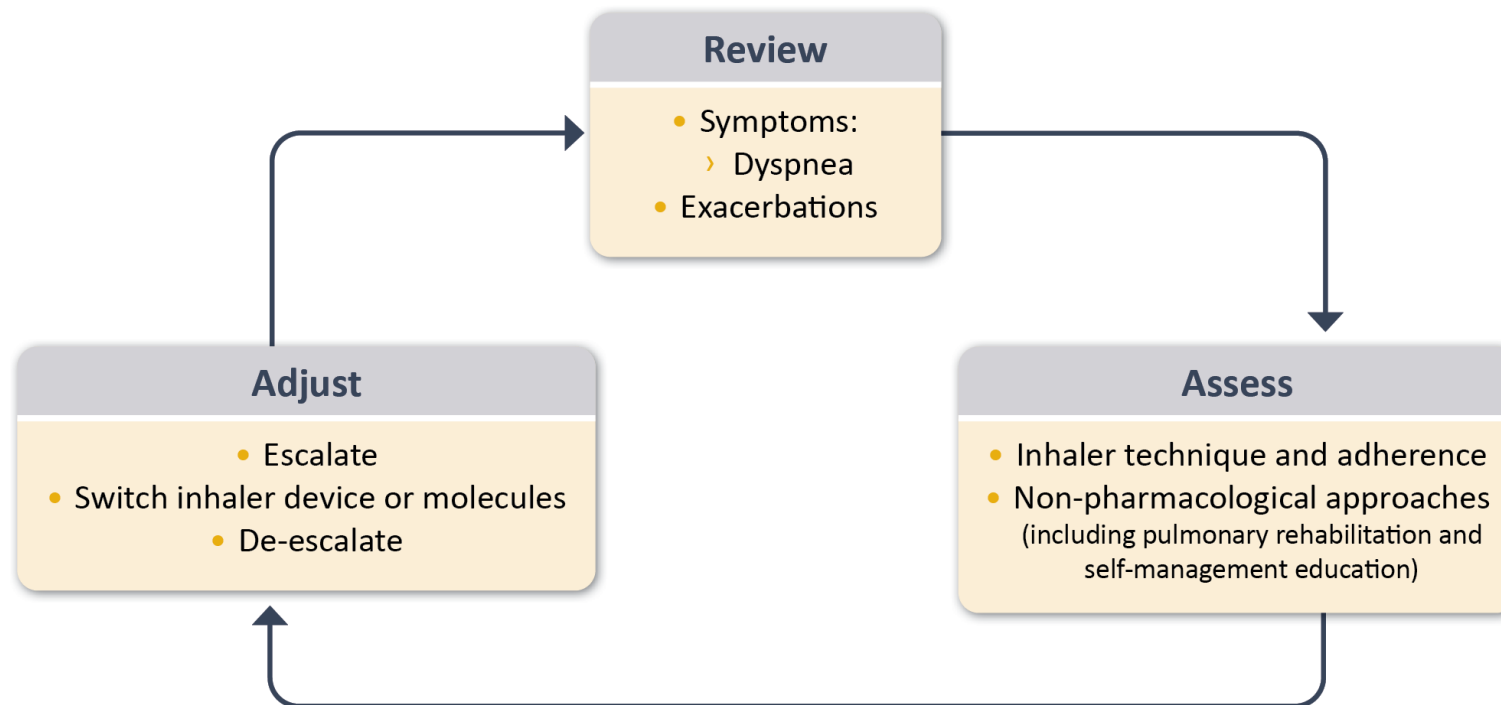 Review
• Symptoms:
› Dyspnea
• Exacerbations
Adjust
• Escalate
• Switch inhaler device or molecules
• De-escalate
Assess
• Inhaler technique and adherence
• Non-pharmacological approaches
(including pulmonary rehabilitation and
self-management education)